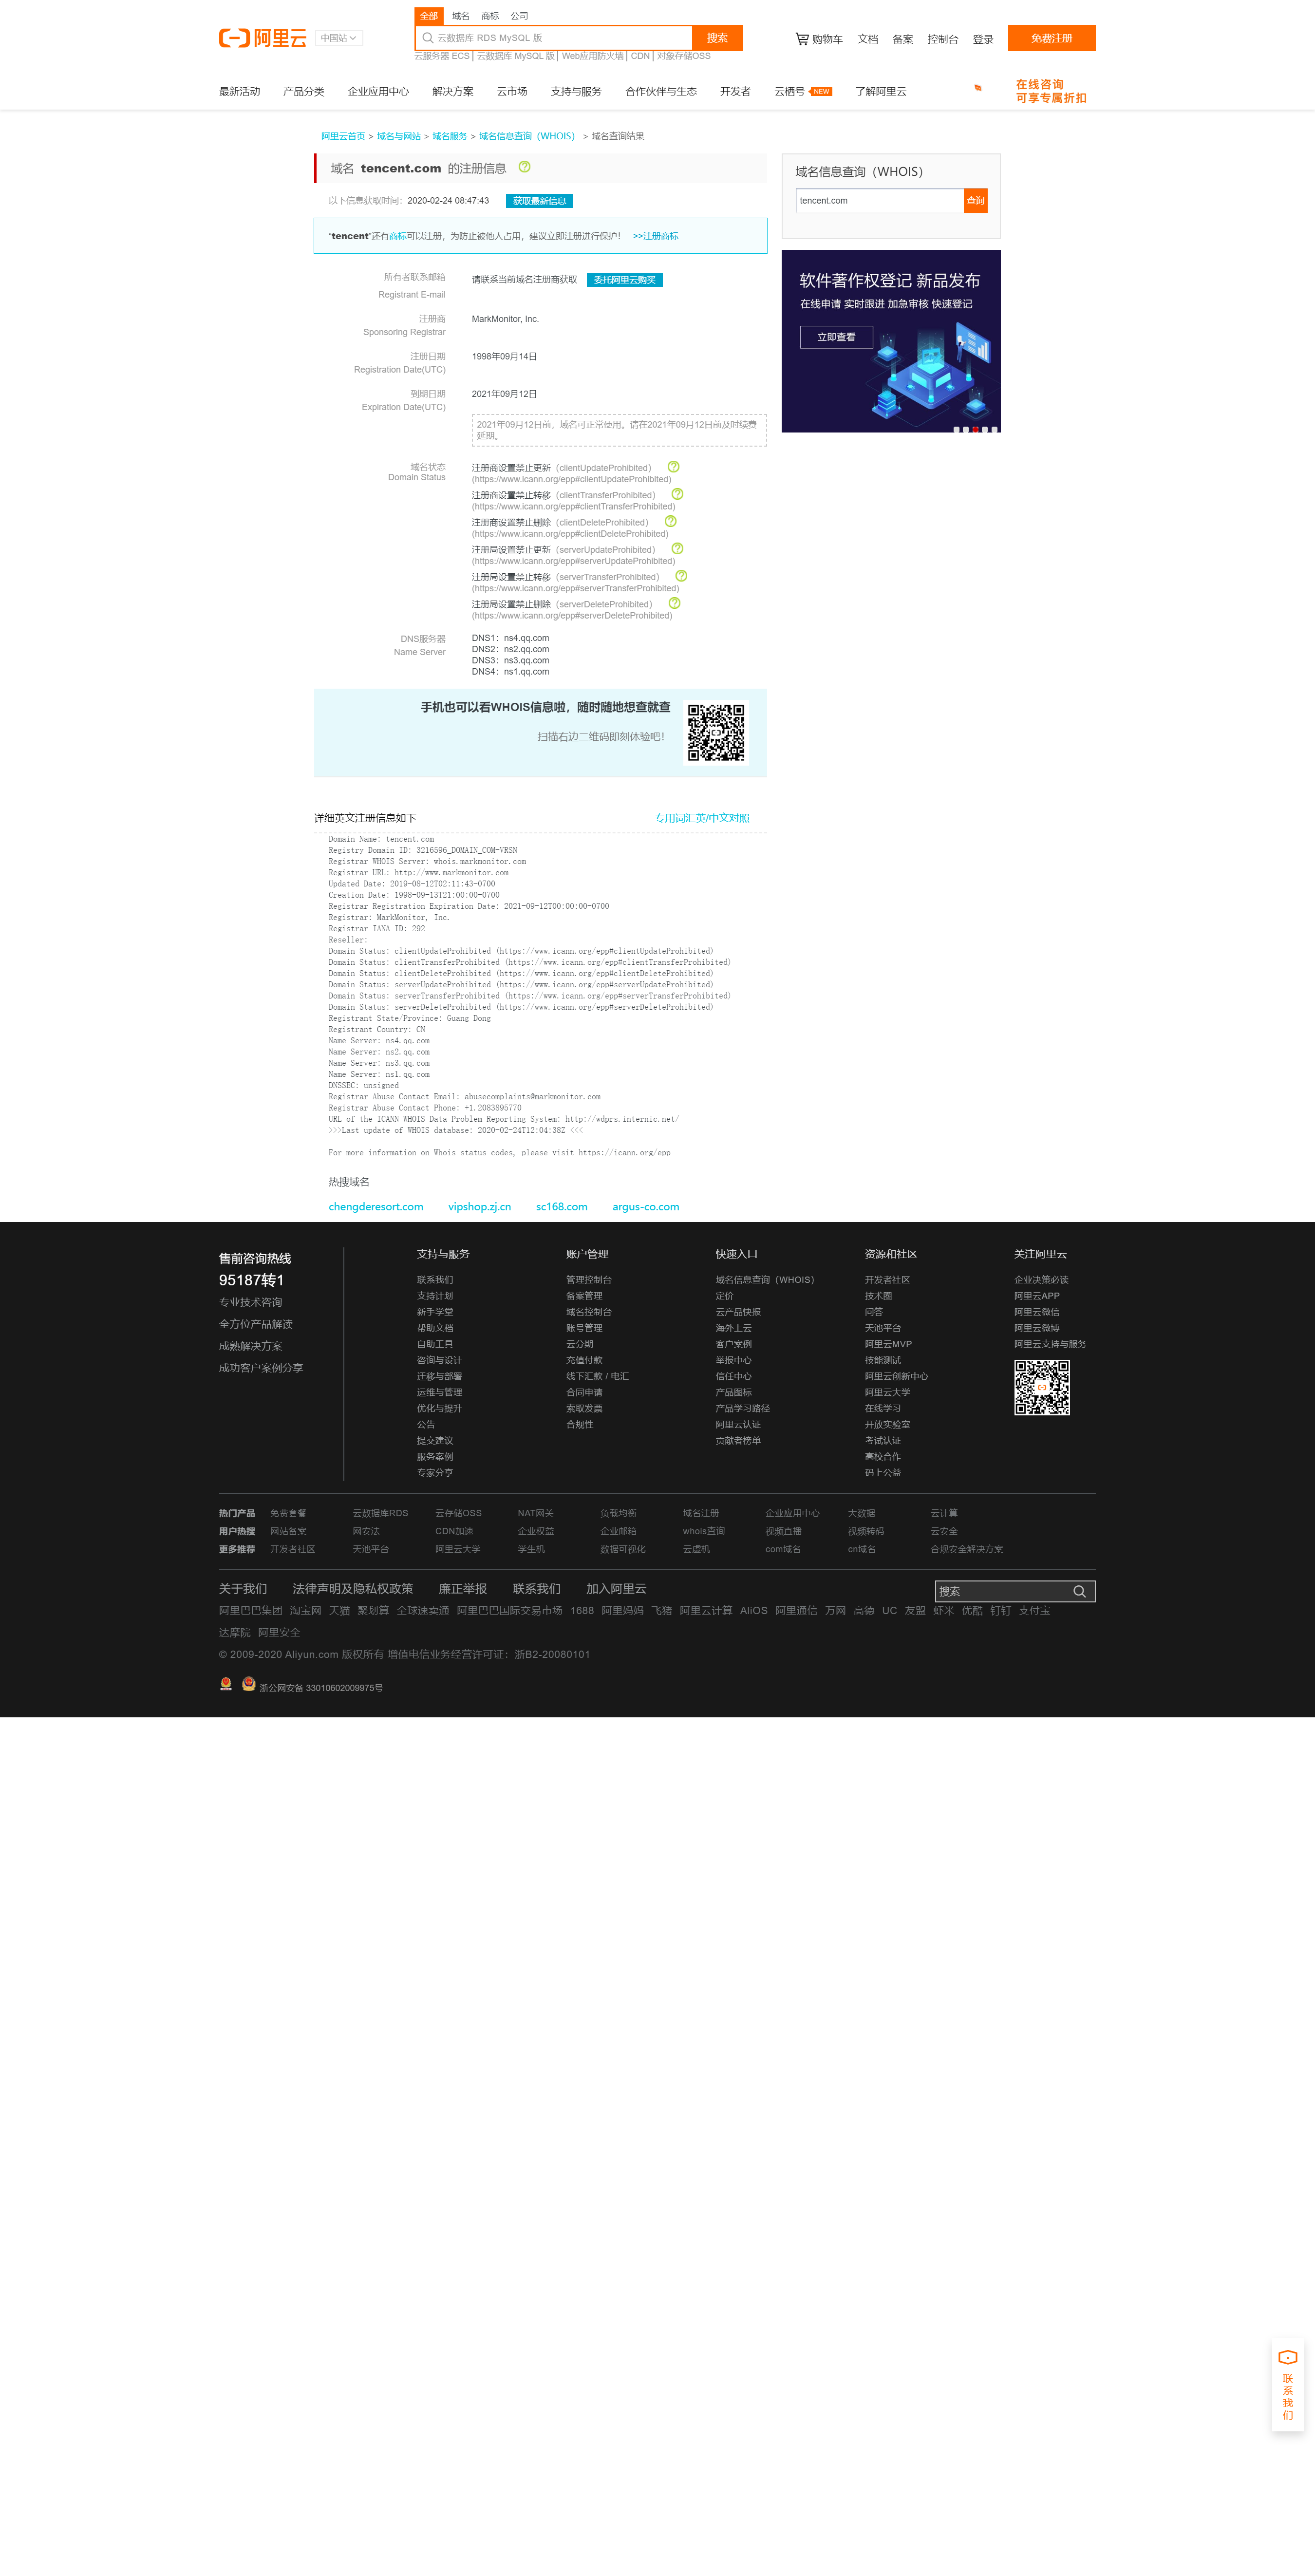 全部 域名 商标 公司
阿里云 中国站
云数据库 RDS MySQL 版 搜索
购物车 文档 备案 控制台 登录 免费注册
云服务器 ECS | 云数据库 MySQL 版 | Web应用防火墙 | CDN | 对象存储OSS
最新活动 产品分类 企业应用中心 解决方案 云市场 支持与服务 合作伙伴与生态 开发者 云栖号 NEW 了解阿里云
在线咨询
可享专属折扣
阿里云首页 > 域名与网站 > 域名服务 > 域名信息查询（WHOIS） > 域名查询结果
域名 tencent.com 的注册信息
以下信息获取时间：2020-02-24 08:47:43 获取最新信息
“tencent”还有商标可以注册，为防止被他人占用，建议立即注册进行保护！ >>注册商标
所有者联系邮箱 请联系当前域名注册商获取 委托阿里云购买
Registrant E-mail
注册商 MarkMonitor, Inc.
Sponsoring Registrar
注册日期 1998年09月14日
Registration Date(UTC)
到期日期 2021年09月12日
Expiration Date(UTC)
2021年09月12日前，域名可正常使用。请在2021年09月12日前及时续费
延期。
域名状态 注册商设置禁止更新（clientUpdateProhibited）
Domain Status (https://www.icann.org/epp#clientUpdateProhibited)
注册商设置禁止转移（clientTransferProhibited）
(https://www.icann.org/epp#clientTransferProhibited)
注册商设置禁止删除（clientDeleteProhibited）
(https://www.icann.org/epp#clientDeleteProhibited)
注册局设置禁止更新（serverUpdateProhibited）
(https://www.icann.org/epp#serverUpdateProhibited)
注册局设置禁止转移（serverTransferProhibited）
(https://www.icann.org/epp#serverTransferProhibited)
注册局设置禁止删除（serverDeleteProhibited）
(https://www.icann.org/epp#serverDeleteProhibited)
DNS服务器 DNS1：ns4.qq.com
Name Server DNS2：ns2.qq.com
DNS3：ns3.qq.com
DNS4：ns1.qq.com
手机也可以看WHOIS信息啦，随时随地想查就查
扫描右边二维码即刻体验吧！
域名信息查询（WHOIS）
tencent.com 查询
软件著作权登记 新品发布
在线申请 实时跟进 加急审核 快速登记
立即查看
详细英文注册信息如下 专用词汇英/中文对照
Domain Name: tencent.com
Registry Domain ID: 3216596_DOMAIN_COM-VRSN
Registrar WHOIS Server: whois.markmonitor.com
Registrar URL: http://www.markmonitor.com
Updated Date: 2019-08-12T02:11:43-0700
Creation Date: 1998-09-13T21:00:00-0700
Registrar Registration Expiration Date: 2021-09-12T00:00:00-0700
Registrar: MarkMonitor, Inc.
Registrar IANA ID: 292
Reseller:
Domain Status: clientUpdateProhibited (https://www.icann.org/epp#clientUpdateProhibited)
Domain Status: clientTransferProhibited (https://www.icann.org/epp#clientTransferProhibited)
Domain Status: clientDeleteProhibited (https://www.icann.org/epp#clientDeleteProhibited)
Domain Status: serverUpdateProhibited (https://www.icann.org/epp#serverUpdateProhibited)
Domain Status: serverTransferProhibited (https://www.icann.org/epp#serverTransferProhibited)
Domain Status: serverDeleteProhibited (https://www.icann.org/epp#serverDeleteProhibited)
Registrant State/Province: Guang Dong
Registrant Country: CN
Name Server: ns4.qq.com
Name Server: ns2.qq.com
Name Server: ns3.qq.com
Name Server: ns1.qq.com
DNSSEC: unsigned
Registrar Abuse Contact Email: abusecomplaints@markmonitor.com
Registrar Abuse Contact Phone: +1.2083895770
URL of the ICANN WHOIS Data Problem Reporting System: http://wdprs.internic.net/
>>>Last update of WHOIS database: 2020-02-24T12:04:38Z <<<
For more information on Whois status codes, please visit https://icann.org/epp
热搜域名
chengderesort.com vipshop.zj.cn sc168.com argus-co.com
售前咨询热线
95187转1
专业技术咨询
全方位产品解读
成熟解决方案
成功客户案例分享
支持与服务
联系我们
支持计划
新手学堂
帮助文档
自助工具
咨询与设计
迁移与部署
运维与管理
优化与提升
公告
提交建议
服务案例
专家分享
账户管理
管理控制台
备案管理
域名控制台
账号管理
云分期
充值付款
线下汇款 / 电汇
合同申请
索取发票
合规性
快速入口
域名信息查询（WHOIS）
定价
云产品快报
海外上云
客户案例
举报中心
信任中心
产品图标
产品学习路径
阿里云认证
贡献者榜单
资源和社区
开发者社区
技术圈
问答
天池平台
阿里云MVP
技能测试
阿里云创新中心
阿里云大学
在线学习
开放实验室
考试认证
高校合作
码上公益
关注阿里云
企业决策必读
阿里云APP
阿里云微信
阿里云微博
阿里云支持与服务
热门产品 免费套餐 云数据库RDS 云存储OSS NAT网关 负载均衡 域名注册 企业应用中心 大数据 云计算
用户热搜 网站备案 网安法 CDN加速 企业权益 企业邮箱 whois查询 视频直播 视频转码 云安全
更多推荐 开发者社区 天池平台 阿里云大学 学生机 数据可视化 云虚机 com域名 cn域名 合规安全解决方案
关于我们 法律声明及隐私权政策 廉正举报 联系我们 加入阿里云 搜索
阿里巴巴集团 淘宝网 天猫 聚划算 全球速卖通 阿里巴巴国际交易市场 1688 阿里妈妈 飞猪 阿里云计算 AliOS 阿里通信 万网 高德 UC 友盟 虾米 优酷 钉钉 支付宝
达摩院 阿里安全
© 2009-2020 Aliyun.com 版权所有 增值电信业务经营许可证：浙B2-20080101
浙公网安备 33010602009975号
联
系
我
们